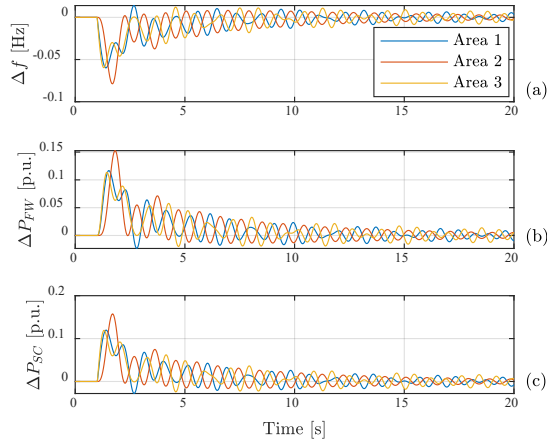 0
-0.05
-0.1
Δf [Hz]
Area 1
Area 2
Area 3
(a)
0 5 10 15 20
0.15
0.1
0.05
0
ΔP_FW [p.u.]
(b)
0 5 10 15 20
0.2
0.1
0
ΔP_SC [p.u.]
(c)
0 5 10 15 20
Time [s]